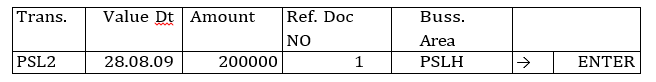 Trans. Value Dt Amount Ref. Doc NO Buss. Area
PSL2 28.08.09 200000 1 PSLH → ENTER